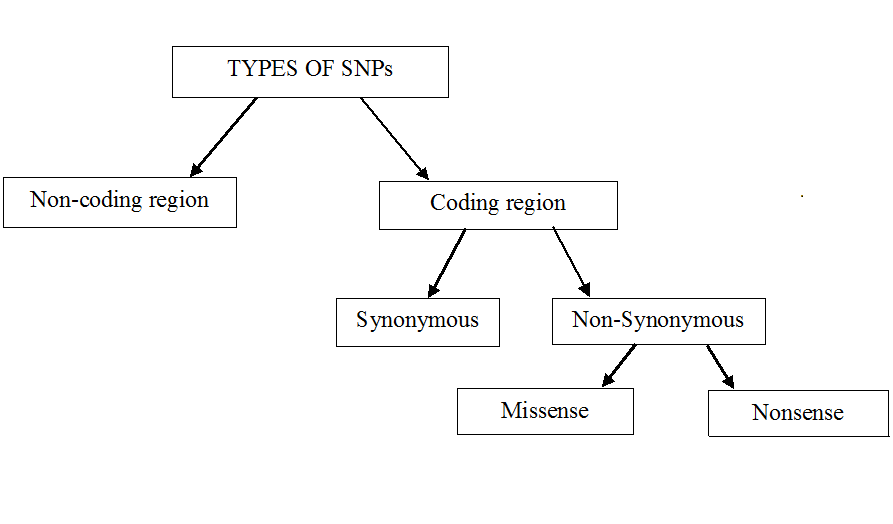 TYPES OF SNPs
Non-coding region
Coding region
Synonymous
Non-Synonymous
Missense
Nonsense